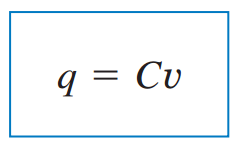 q = Cv